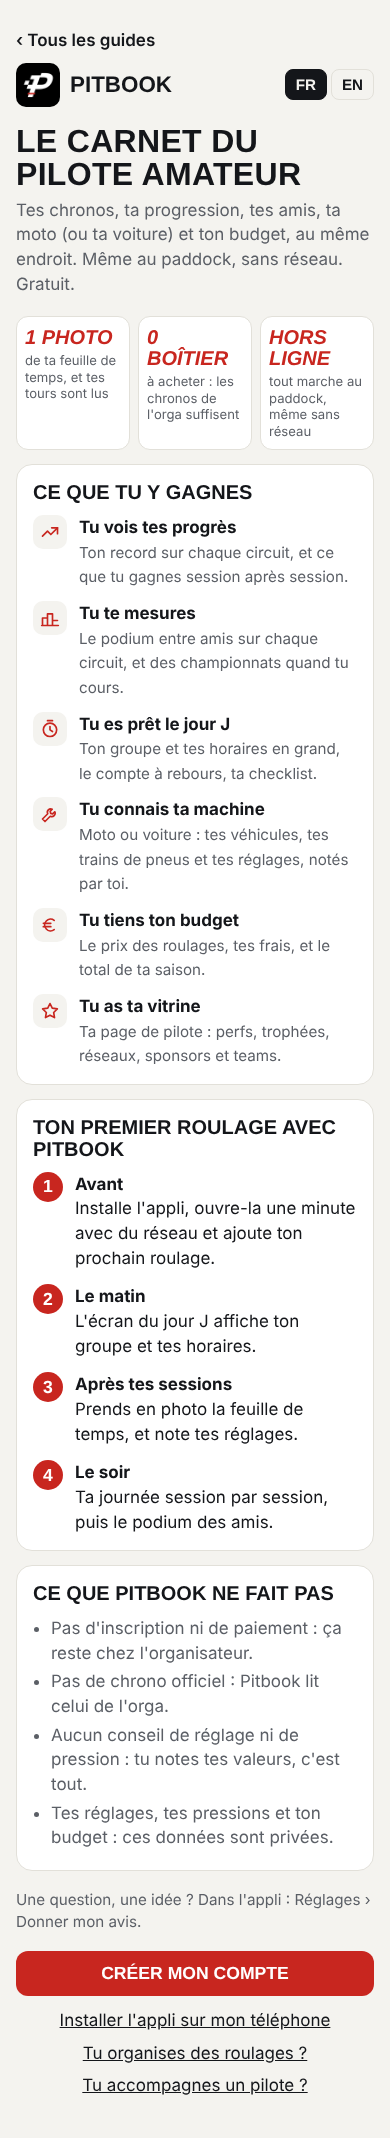 ‹ Tous les guides
PITBOOK
FR
EN
LE CARNET DU
PILOTE AMATEUR
Tes chronos, ta progression, tes amis, ta
moto (ou ta voiture) et ton budget, au même
endroit. Même au paddock, sans réseau.
Gratuit.
1 PHOTO
de ta feuille de
temps, et tes
tours sont lus
0
BOÎTIER
à acheter : les
chronos de
l'orga suffisent
HORS
LIGNE
tout marche au
paddock,
même sans
réseau
CE QUE TU Y GAGNES
Tu vois tes progrès
Ton record sur chaque circuit, et ce
que tu gagnes session après session.
Tu te mesures
Le podium entre amis sur chaque
circuit, et des championnats quand tu
cours.
Tu es prêt le jour J
Ton groupe et tes horaires en grand,
le compte à rebours, ta checklist.
Tu connais ta machine
Moto ou voiture : tes véhicules, tes
trains de pneus et tes réglages, notés
par toi.
€
Tu tiens ton budget
Le prix des roulages, tes frais, et le
total de ta saison.
Tu as ta vitrine
Ta page de pilote : perfs, trophées,
réseaux, sponsors et teams.
TON PREMIER ROULAGE AVEC
PITBOOK
1
Avant
Installe l'appli, ouvre-la une minute
avec du réseau et ajoute ton
prochain roulage.
2
Le matin
L'écran du jour J affiche ton
groupe et tes horaires.
3
Après tes sessions
Prends en photo la feuille de
temps, et note tes réglages.
4
Le soir
Ta journée session par session,
puis le podium des amis.
CE QUE PITBOOK NE FAIT PAS
• Pas d'inscription ni de paiement : ça
reste chez l'organisateur.
• Pas de chrono officiel : Pitbook lit
celui de l'orga.
• Aucun conseil de réglage ni de
pression : tu notes tes valeurs, c'est
tout.
• Tes réglages, tes pressions et ton
budget : ces données sont privées.
Une question, une idée ? Dans l'appli : Réglages ›
Donner mon avis.
CRÉER MON COMPTE
Installer l'appli sur mon téléphone
Tu organises des roulages ?
Tu accompagnes un pilote ?